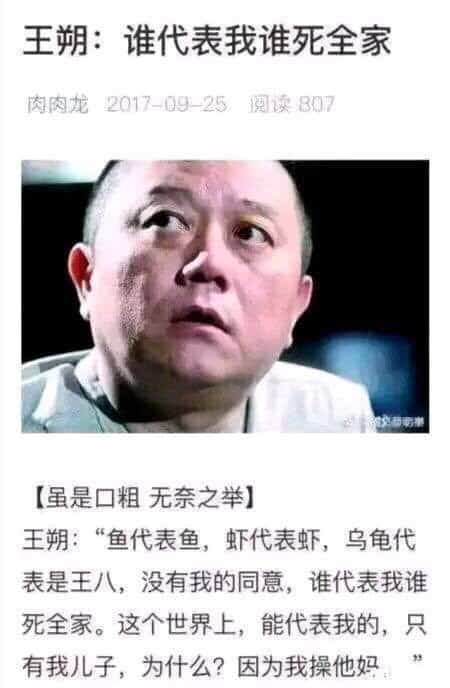 王朔：谁代表我谁死全家
肉肉龙 2017-09-25 阅读 807
【虽是口粗 无奈之举】
王朔：“鱼代表鱼，虾代表虾，乌龟代
表是王八，没有我的同意，谁代表我谁
死全家。这个世界上，能代表我的，只
有我儿子，为什么？因为我操他妈．”